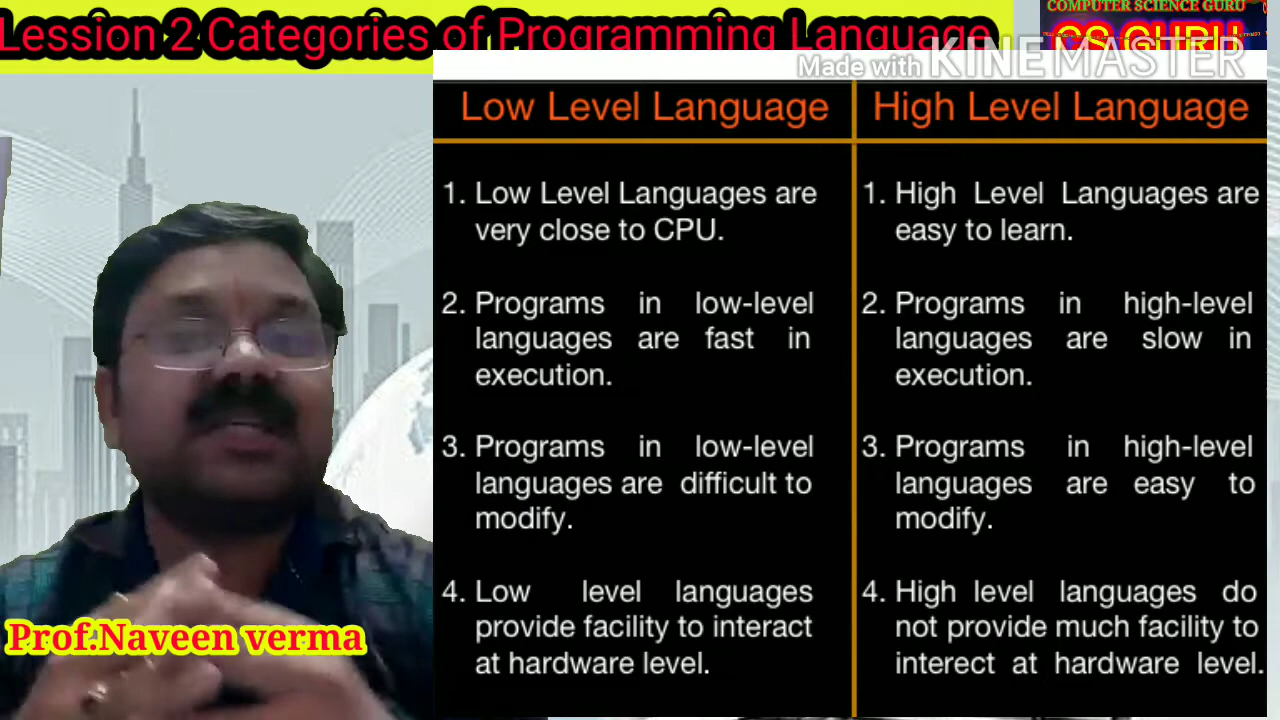 Lession 2 Categories of Programming Language
COMPUTER SCIENCE GURU
CS GURU
Made with KINEMASTER
Low Level Language
High Level Language
1. Low Level Languages are
very close to CPU.
2. Programs in low-level
languages are fast in
execution.
3. Programs in low-level
languages are difficult to
modify.
4. Low level languages
provide facility to interact
at hardware level.
1. High Level Languages are
easy to learn.
2. Programs in high-level
languages are slow in
execution.
3. Programs in high-level
languages are easy to
modify.
4. High level languages do
not provide much facility to
interect at hardware level.
Prof.Naveen verma